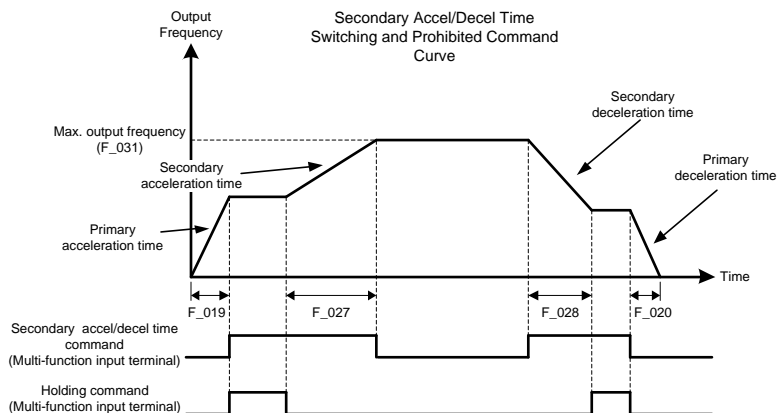 Output
Frequency
Secondary Accel/Decel Time
Switching and Prohibited Command
Curve
Max. output frequency
(F_031)
Secondary
acceleration time
Primary
acceleration time
Secondary
deceleration time
Primary
deceleration time
Time
F_019
F_027
F_028
F_020
Secondary accel/decel time
command
(Multi-function input terminal)
Holding command
(Multi-function input terminal)